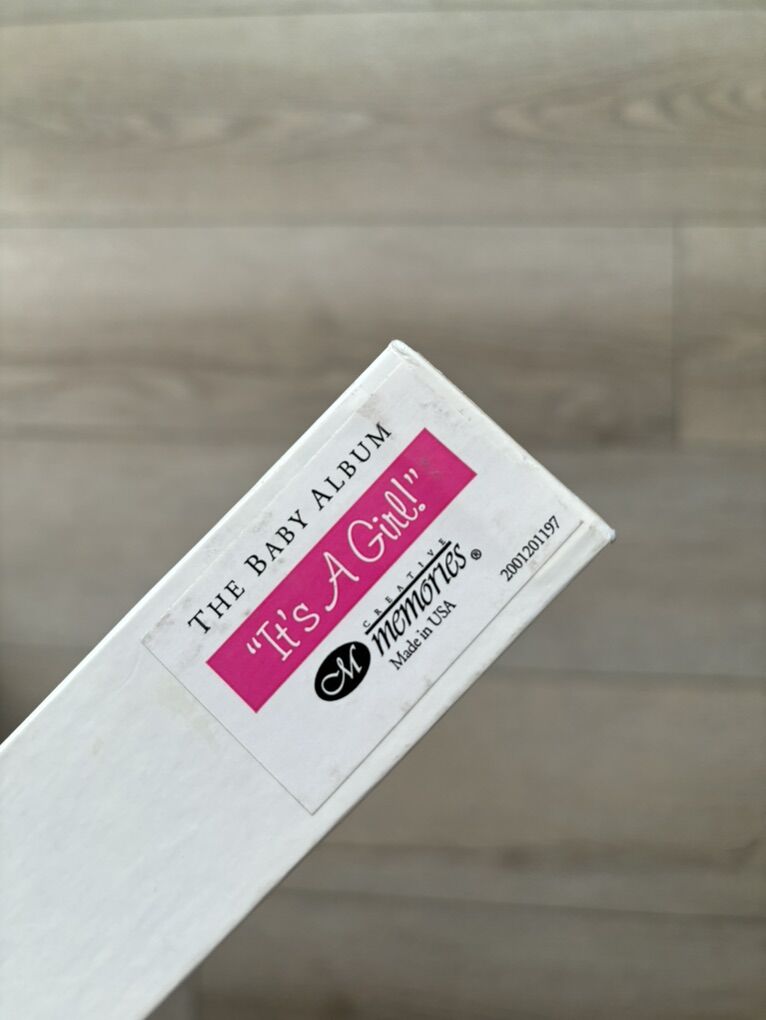 THE BABY ALBUM
"It's A Girl!"
M
CREATIVE
memories®
Made in USA
2001201197